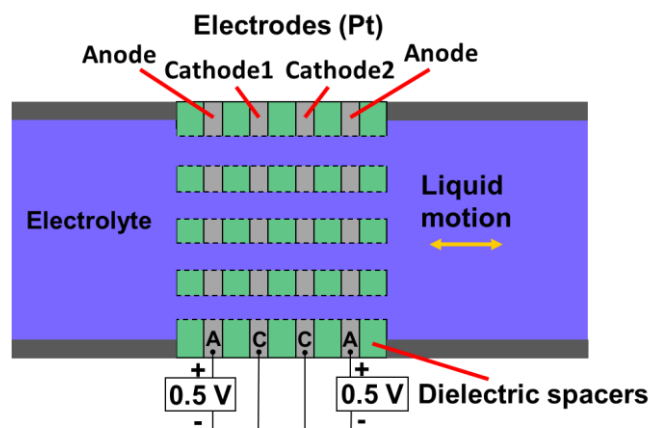 Electrodes (Pt)
Anode
Cathode1
Cathode2
Anode
Electrolyte
Liquid
motion
A
C
C
A
+
+
0.5 V
0.5 V
-
-
Dielectric spacers